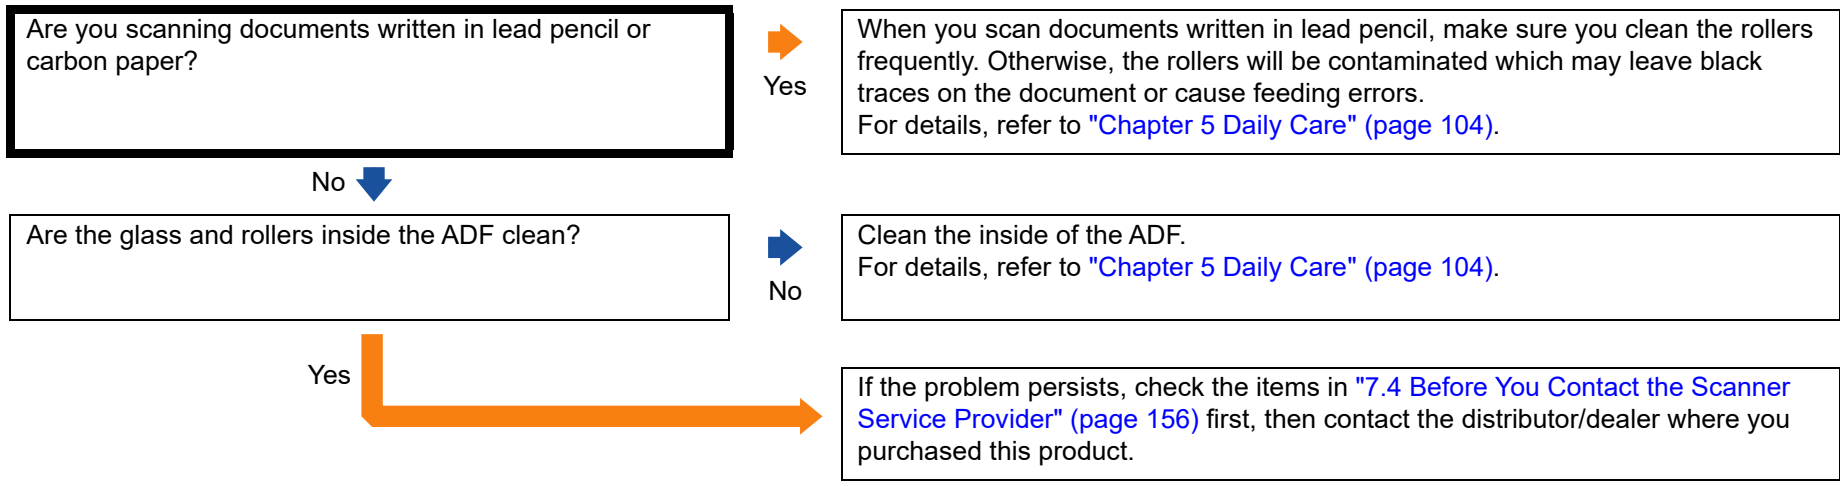 Are you scanning documents written in lead pencil or
carbon paper?
Yes
When you scan documents written in lead pencil, make sure you clean the rollers
frequently. Otherwise, the rollers will be contaminated which may leave black
traces on the document or cause feeding errors.
For details, refer to "Chapter 5 Daily Care" (page 104).
No
Are the glass and rollers inside the ADF clean?
No
Clean the inside of the ADF.
For details, refer to "Chapter 5 Daily Care" (page 104).
Yes
If the problem persists, check the items in "7.4 Before You Contact the Scanner
Service Provider" (page 156) first, then contact the distributor/dealer where you
purchased this product.